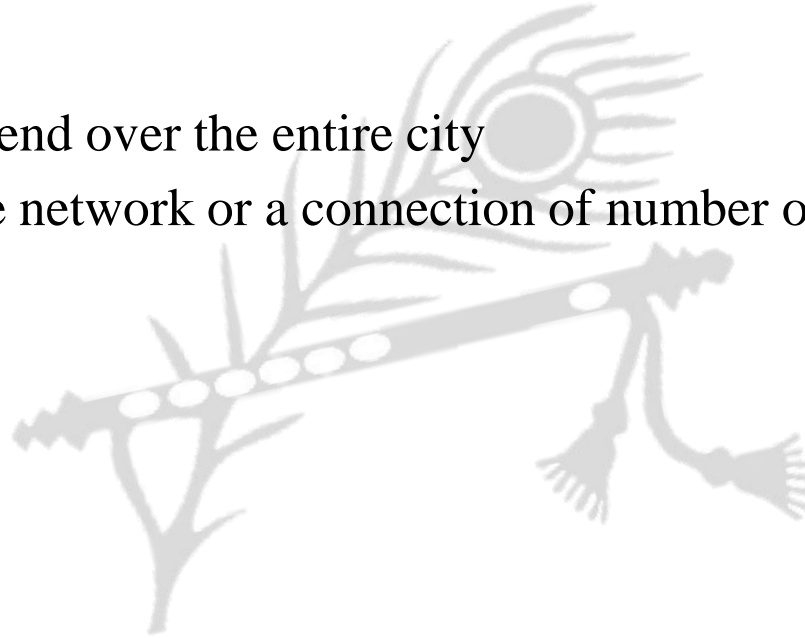 end over the entire city
e network or a connection of number o